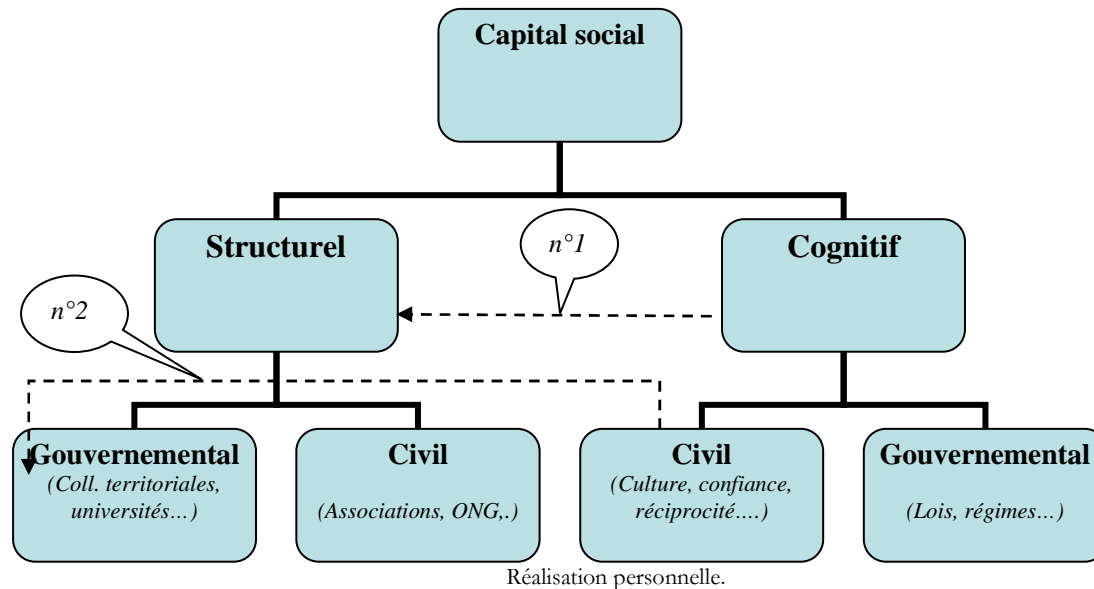 Capital social
Structurel
n°1
Cognitif
n°2
Gouvernemental
(Coll. territoriales,
universités…)
Civil
(Associations, ONG,.)
Civil
(Culture, confiance,
réciprocité….)
Gouvernemental
(Lois, régimes…)
Réalisation personnelle.